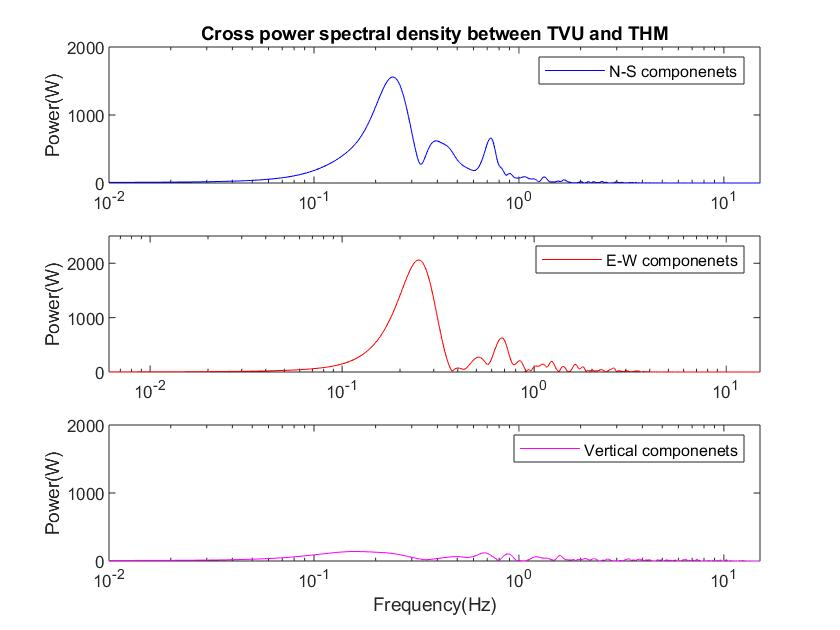 Cross power spectral density between TVU and THM
2000
1000
0
Power(W)
N-S componenets
10^-2
10^-1
10^0
10^1
2000
1000
0
Power(W)
E-W componenets
10^-2
10^-1
10^0
10^1
2000
1000
0
Power(W)
Vertical componenets
10^-2
10^-1
10^0
10^1
Frequency(Hz)